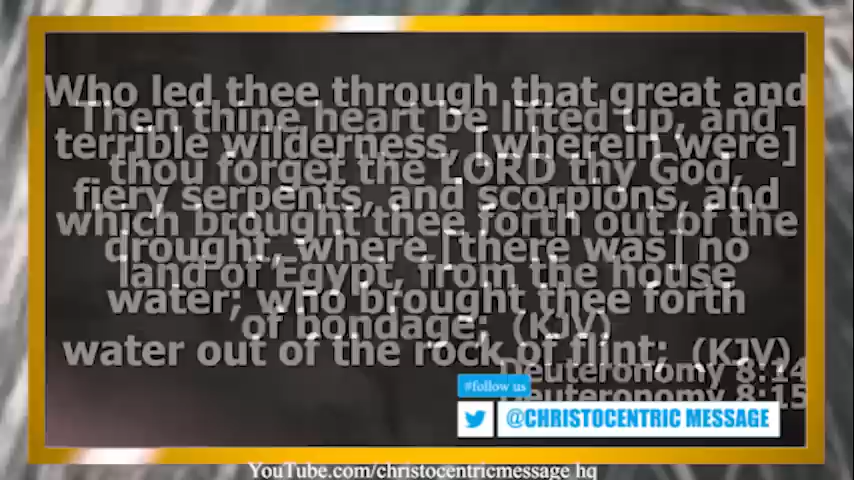 Who led thee through that great and
Then thine heart be lifted up, and
terrible wilderness, [wherein were]
thou forget the LORD thy God,
fiery serpents, and scorpions, and
which brought thee forth out of the
drought, where [there was] no
land of Egypt, from the house
water; who brought thee forth
of bondage; (KJV)
water out of the rock of flint; (KJV)
Deuteronomy 8:14
Deuteronomy 8:15
#follow us
@CHRISTOCENTRIC MESSAGE
YouTube.com/christocentricmessage hq